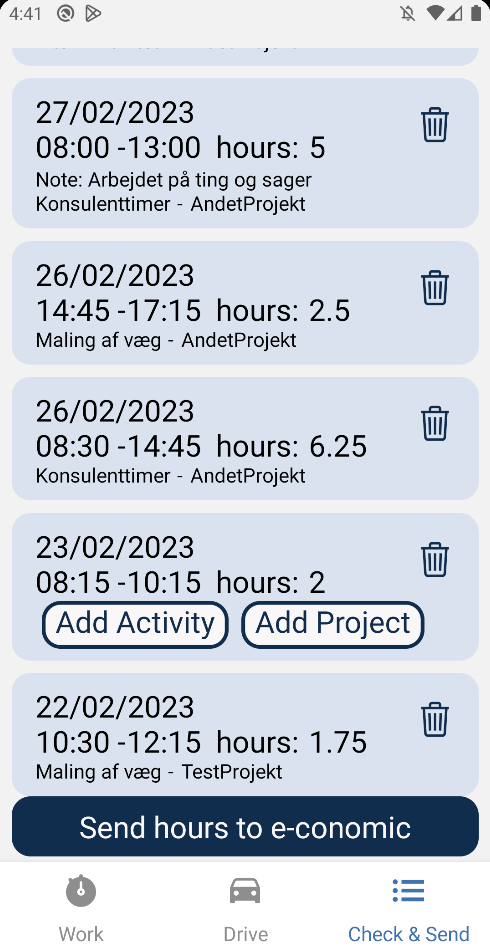 4:41
27/02/2023
08:00 -13:00 hours: 5
Note: Arbejdet på ting og sager
Konsulenttimer - AndetProjekt
26/02/2023
14:45 -17:15 hours: 2.5
Maling af væg - AndetProjekt
26/02/2023
08:30 -14:45 hours: 6.25
Konsulenttimer - AndetProjekt
23/02/2023
08:15 -10:15 hours: 2
Add Activity Add Project
22/02/2023
10:30 -12:15 hours: 1.75
Maling af væg - TestProjekt
Send hours to e-conomic
Work Drive Check & Send